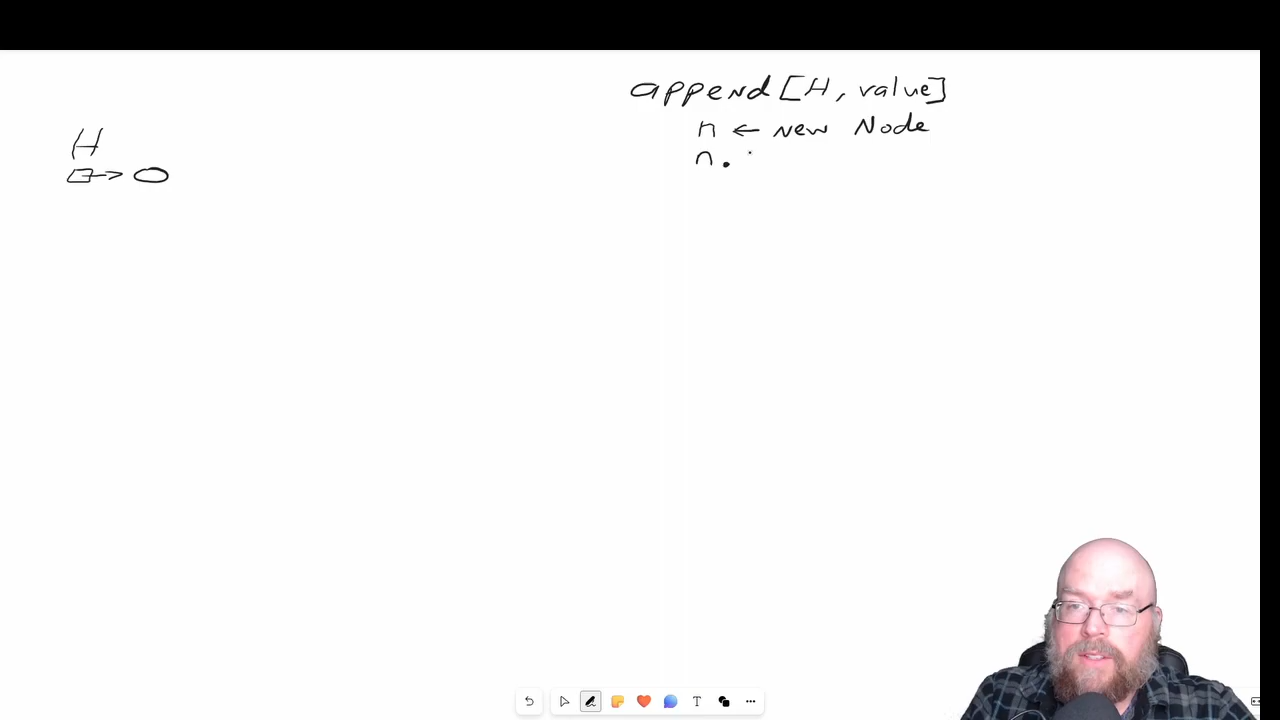 append[H, value]
n ← new Node
n.
H
T